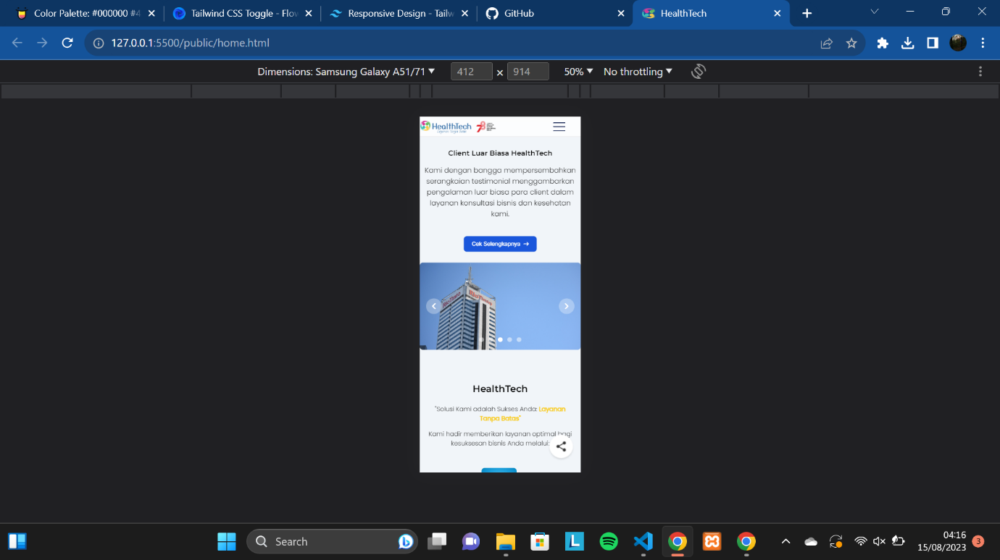 Color Palette: #000000 #4
Tailwind CSS Toggle - Flow
Responsive Design - Tailw
GitHub
HealthTech
127.0.0.1:5500/public/home.html
Dimensions: Samsung Galaxy A51/71
412
×
914
50%
No throttling
HealthTech
78
Client Luar Biasa HealthTech
Kami dengan bangga mempersembahkan
serangkaian testimonial menggambarkan
pengalaman luar biasa para client dalam
layanan konsultasi bisnis dan kesehatan
kami.
Cek Selengkapnya →
RioTinto
RioTinto
HealthTech
"Solusi Kami adalah Sukses Anda: Layanan
Tanpa Batas"
Kami hadir memberikan layanan optimal bagi
kesuksesan bisnis Anda melalui:
Search
L
04:16
15/08/2023
3